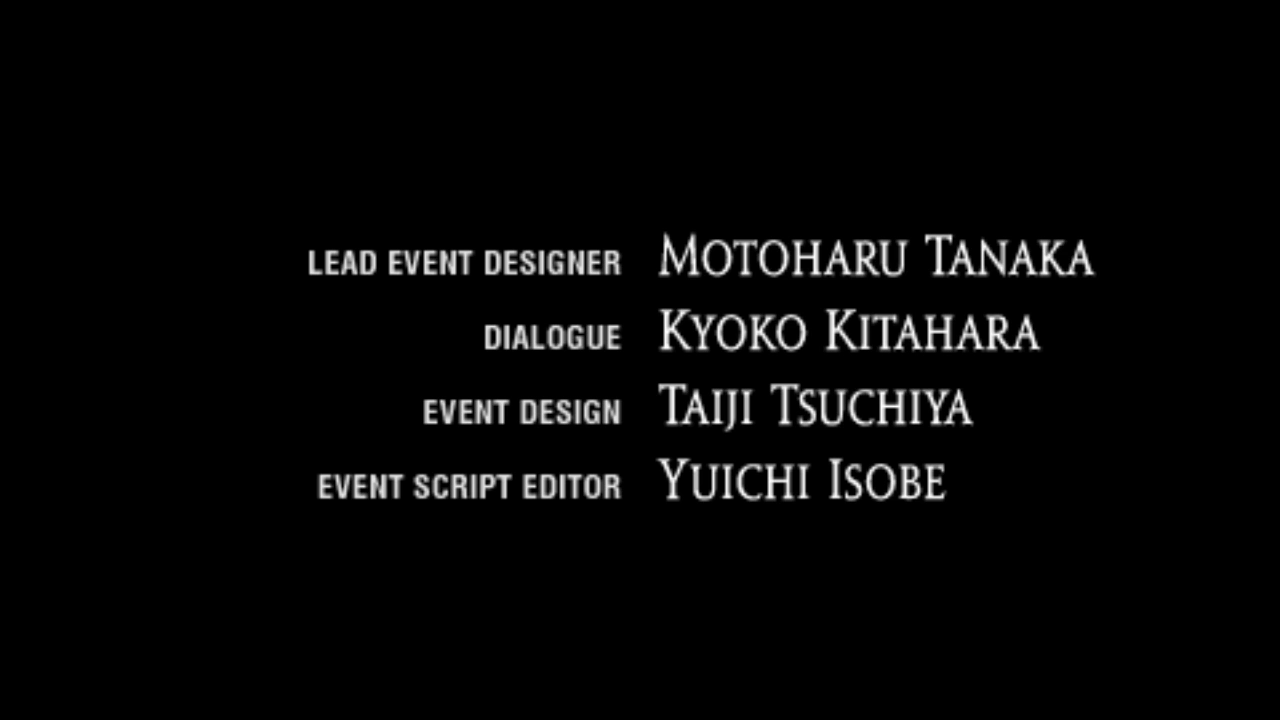 LEAD EVENT DESIGNER MOTOHARU TANAKA
DIALOGUE KYOKO KITAHARA
EVENT DESIGN TAIJI TSUCHIYA
EVENT SCRIPT EDITOR YUICHI ISOBE